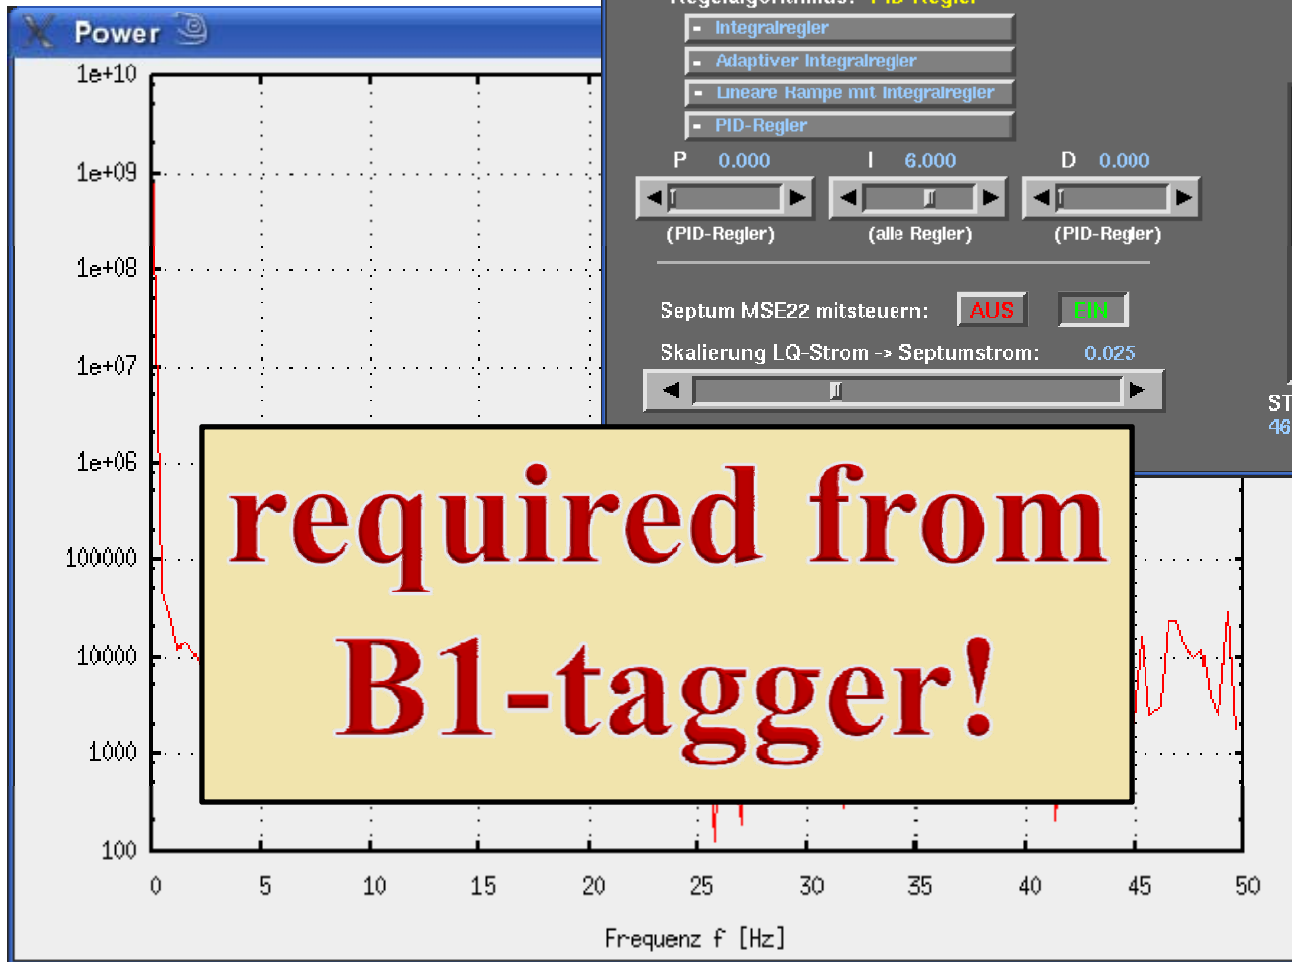 Power
Regelalgorithmus: PID-Regler
Integralregler
Adaptiver Integralregler
Lineare Rampe mit Integralregler
PID-Regler
P 0.000 I 6.000 D 0.000
(PID-Regler) (alle Regler) (PID-Regler)
Septum MSE22 mitsteuern: AUS EIN
Skalierung LQ-Strom -> Septumstrom: 0.025
ST
46
1e+10
1e+09
1e+08
1e+07
1e+06
100000
10000
1000
100
required from
B1-tagger!
0 5 10 15 20 25 30 35 40 45 50
Frequenz f [Hz]